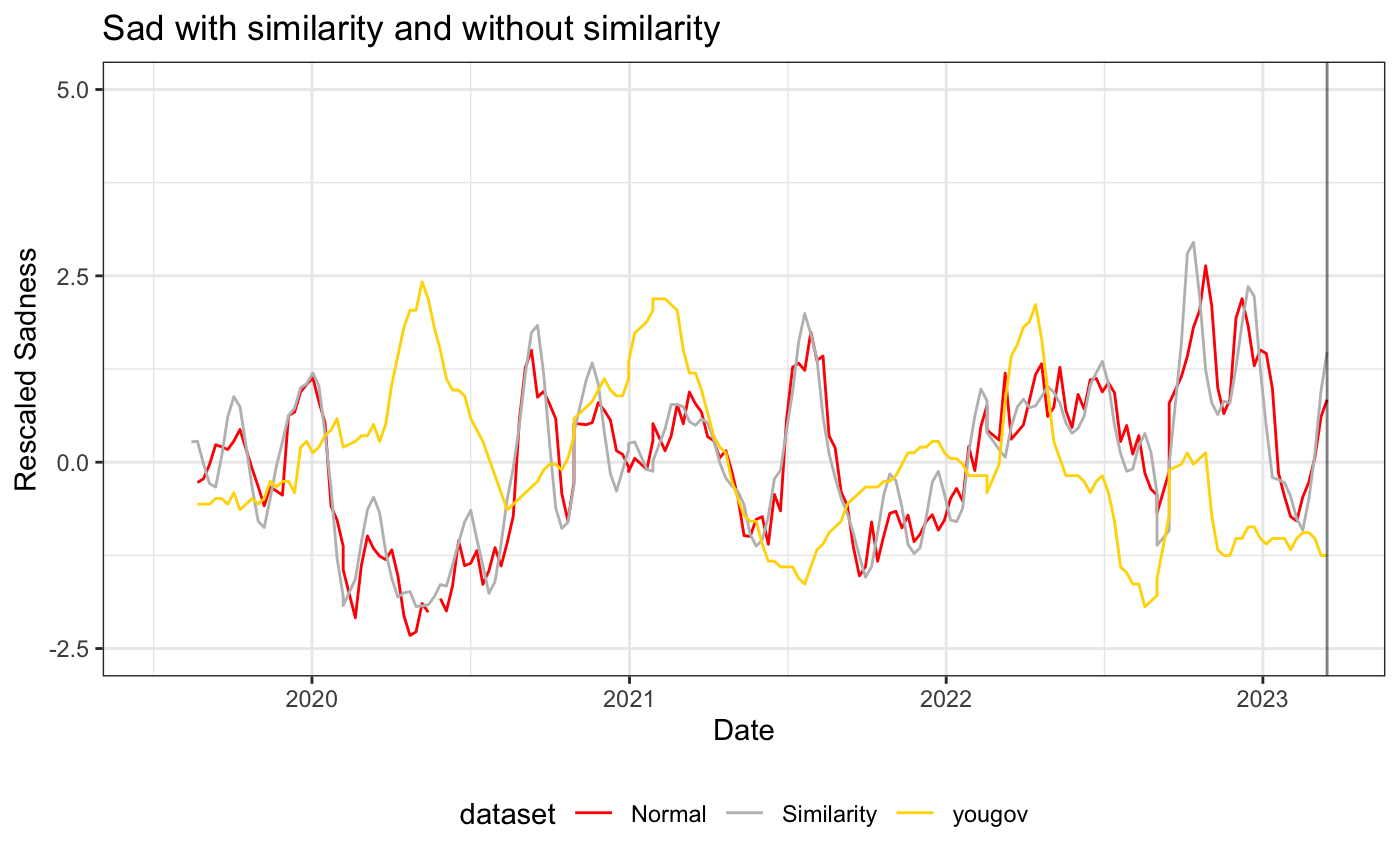 Sad with similarity and without similarity
5.0
2.5
0.0
-2.5
Rescaled Sadness
2020 2021 2022 2023
Date
dataset Normal Similarity yougov